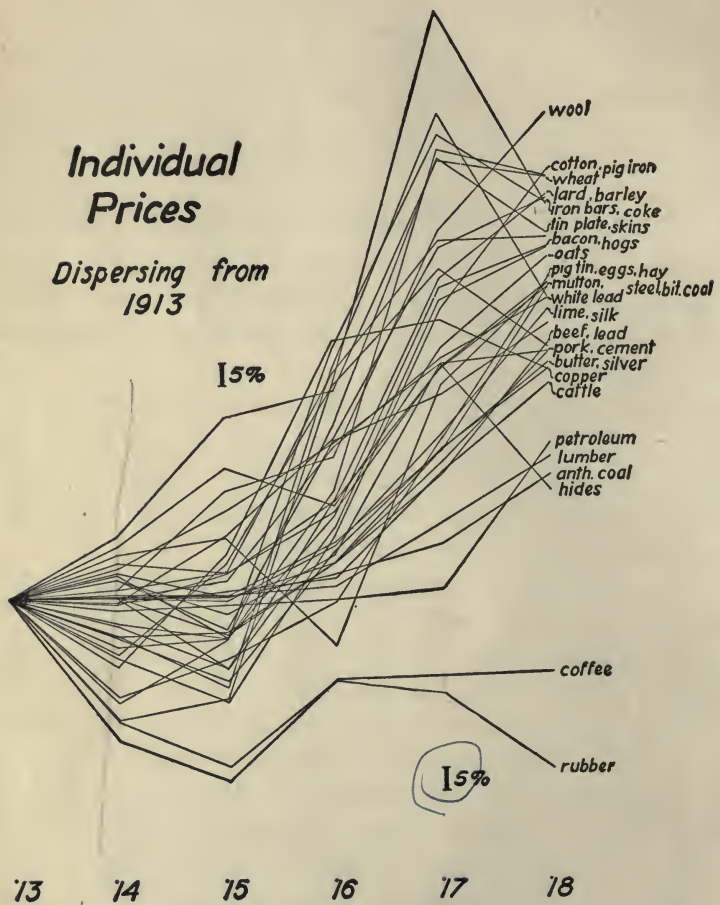 Individual
Prices
Dispersing from
1913
5%
wool
cotton, pig iron
wheat
lard, barley
iron bars, coke
tin plate, skins
bacon, hogs
oats
pig tin, eggs, hay
mutton, steel, bit. coal
white lead
lime, silk
beef, lead
pork, cement
butter, silver
copper
cattle
petroleum
lumber
anth. coal
hides
coffee
rubber
5%
'13 '14 '15 '16 '17 '18